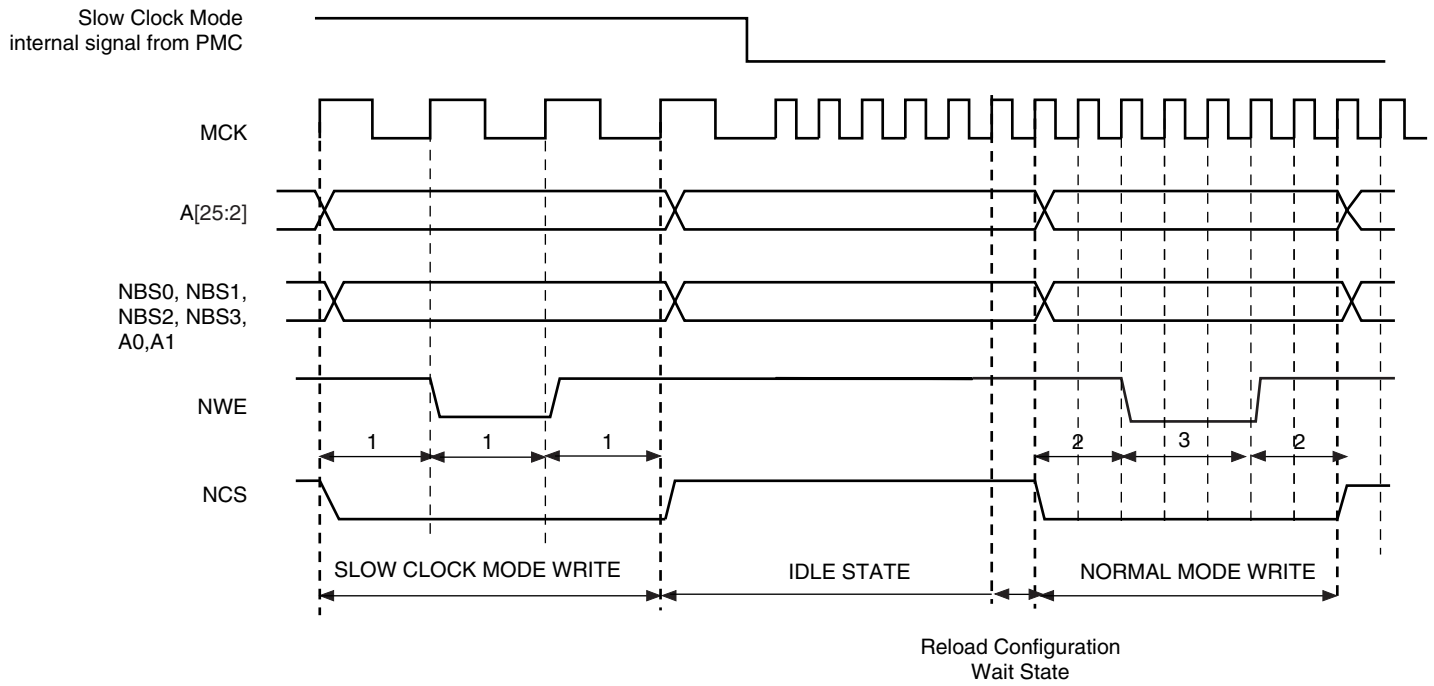 Slow Clock Mode
internal signal from PMC
MCK
A[25:2]
NBS0, NBS1,
NBS2, NBS3,
A0,A1
NWE
1 1 1 2 3 2
NCS
SLOW CLOCK MODE WRITE IDLE STATE NORMAL MODE WRITE
Reload Configuration
Wait State